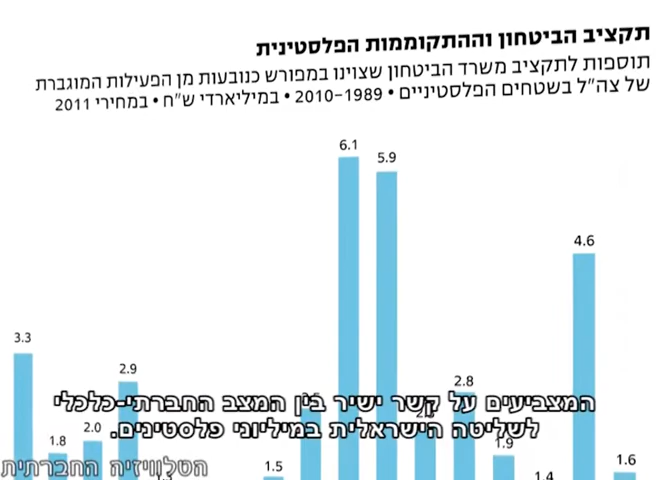 תקציב הביטחון וההתקוממות הפלסטינית
תוספות לתקציב משרד הביטחון שצוינו במפורש כנובעות מן הפעילות המוגברת
של צה"ל בשטחים הפלסטיניים • 2010-1989 • במיליארדי ש"ח • במחירי 2011
6.1
5.9
4.6
3.3
2.9
2.8
2.0
1.8
1.9
1.5
1.4
1.6
המצביעים על קשר ישיר בין המצב החברתי-כלכלי
לשליטה הישראלית במיליוני פלסטינים.
הטלוויזיה החברתית